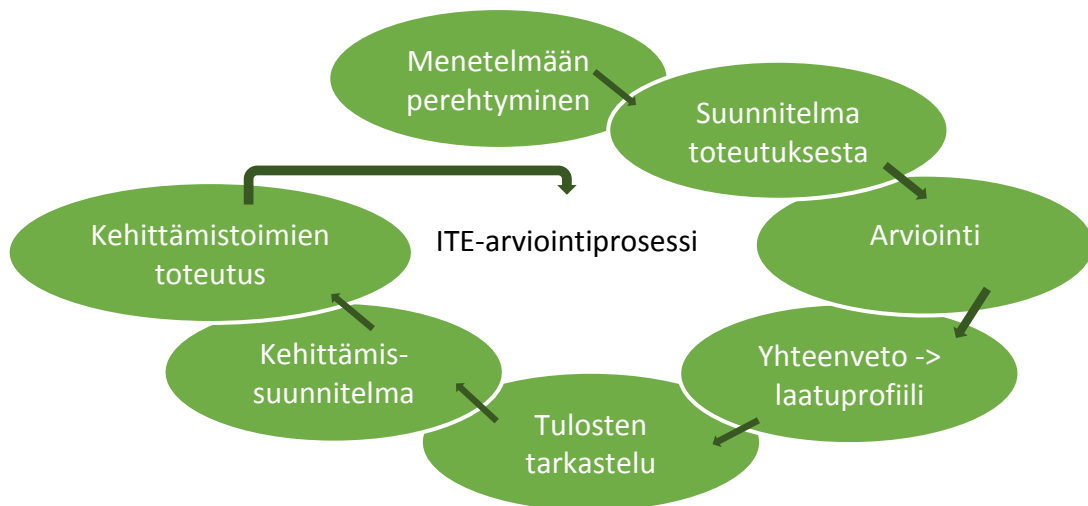 Menetelmään
perehtyminen
Suunnitelma
toteutuksesta
Arviointi
Yhteenveto ->
laatuprofiili
Tulosten
tarkastelu
Kehittämis-
suunnitelma
Kehittämistoimien
toteutus
ITE-arviointiprosessi